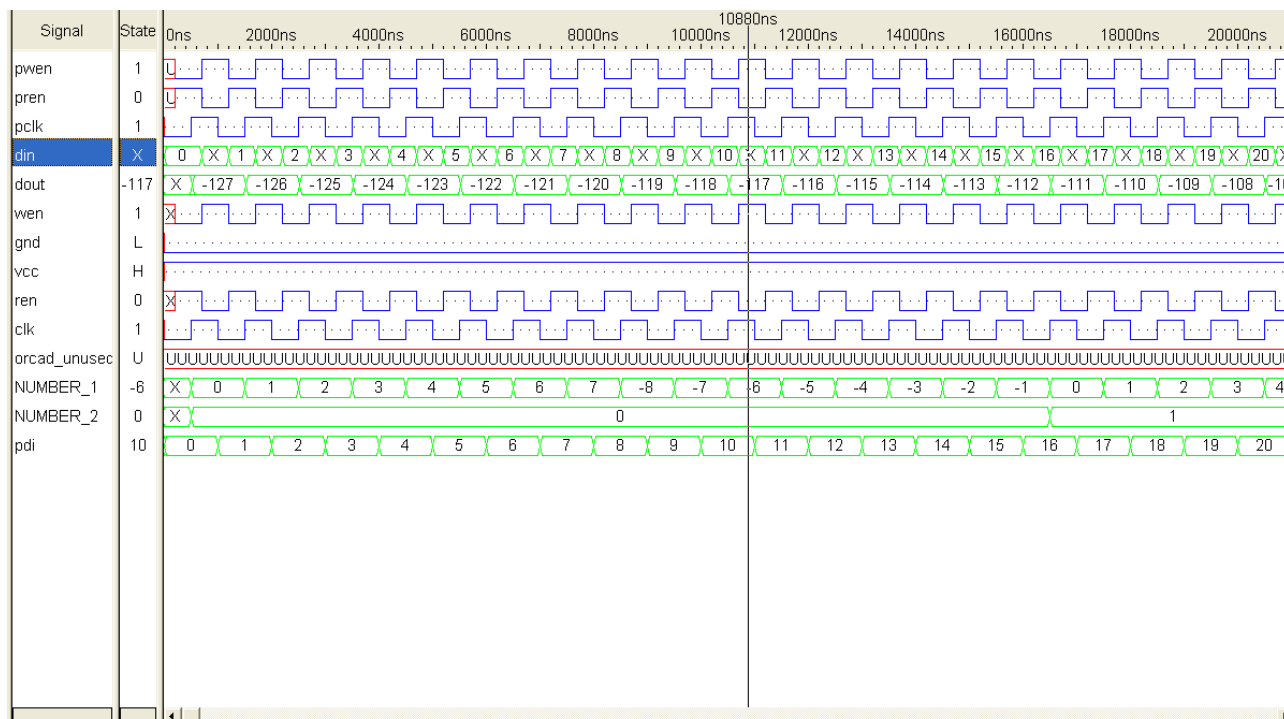 10880ns
Signal State 0ns 2000ns 4000ns 6000ns 8000ns 10000ns 12000ns 14000ns 16000ns 18000ns 20000ns
pwen 1 U
pren 0 U
pclk 1
din X 0 X 1 X 2 X 3 X 4 X 5 X 6 X 7 X 8 X 9 X 10 X 11 X 12 X 13 X 14 X 15 X 16 X 17 X 18 X 19 X 20
dout -117 X -127 -126 -125 -124 -123 -122 -121 -120 -119 -118 -117 -116 -115 -114 -113 -112 -111 -110 -109 -108
wen 1 X
gnd L
vcc H
ren 0 X
clk 1
orcad_unusec U
NUMBER_1 -6 X 0 1 2 3 4 5 6 7 -8 -7 -6 -5 -4 -3 -2 -1 0 1 2 3 4
NUMBER_2 0 X 0 1
pdi 10 0 1 2 3 4 5 6 7 8 9 10 11 12 13 14 15 16 17 18 19 20